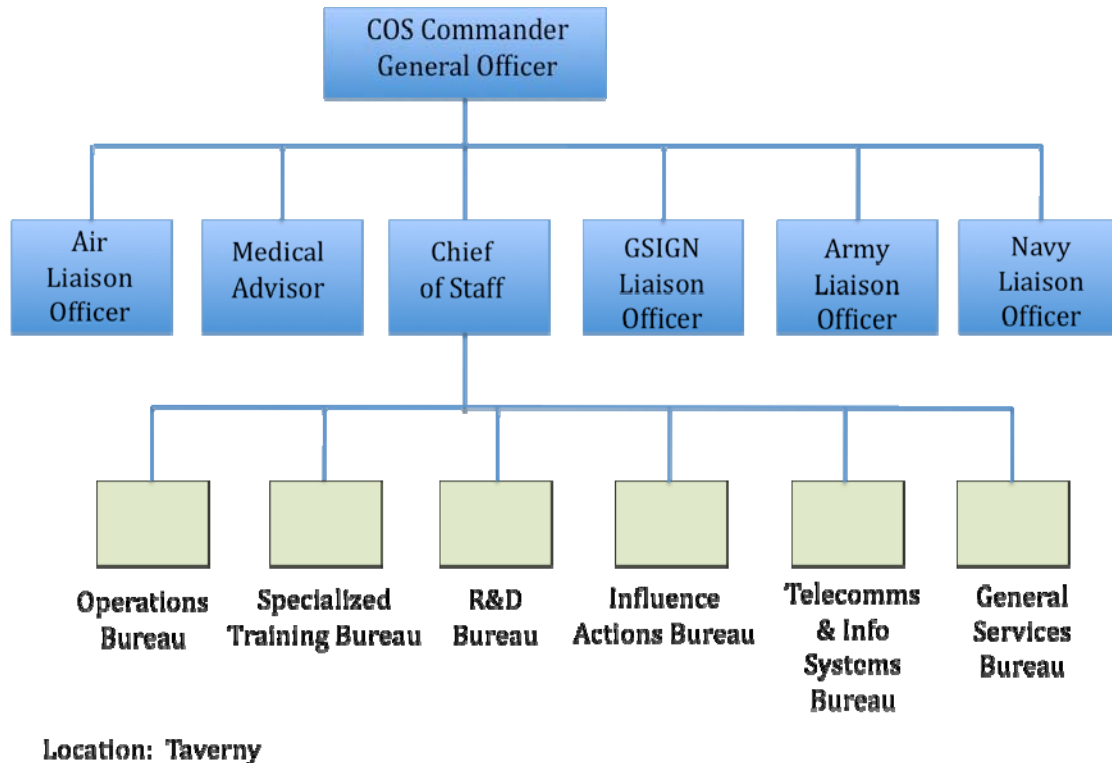 COS Commander
General Officer
Air
Liaison
Officer
Medical
Advisor
Chief
of Staff
GSIGN
Liaison
Officer
Army
Liaison
Officer
Navy
Liaison
Officer
Operations
Bureau
Specialized
Training Bureau
R&D
Bureau
Influence
Actions Bureau
Telecomms
& Info
Systems
Bureau
General
Services
Bureau
Location: Taverny